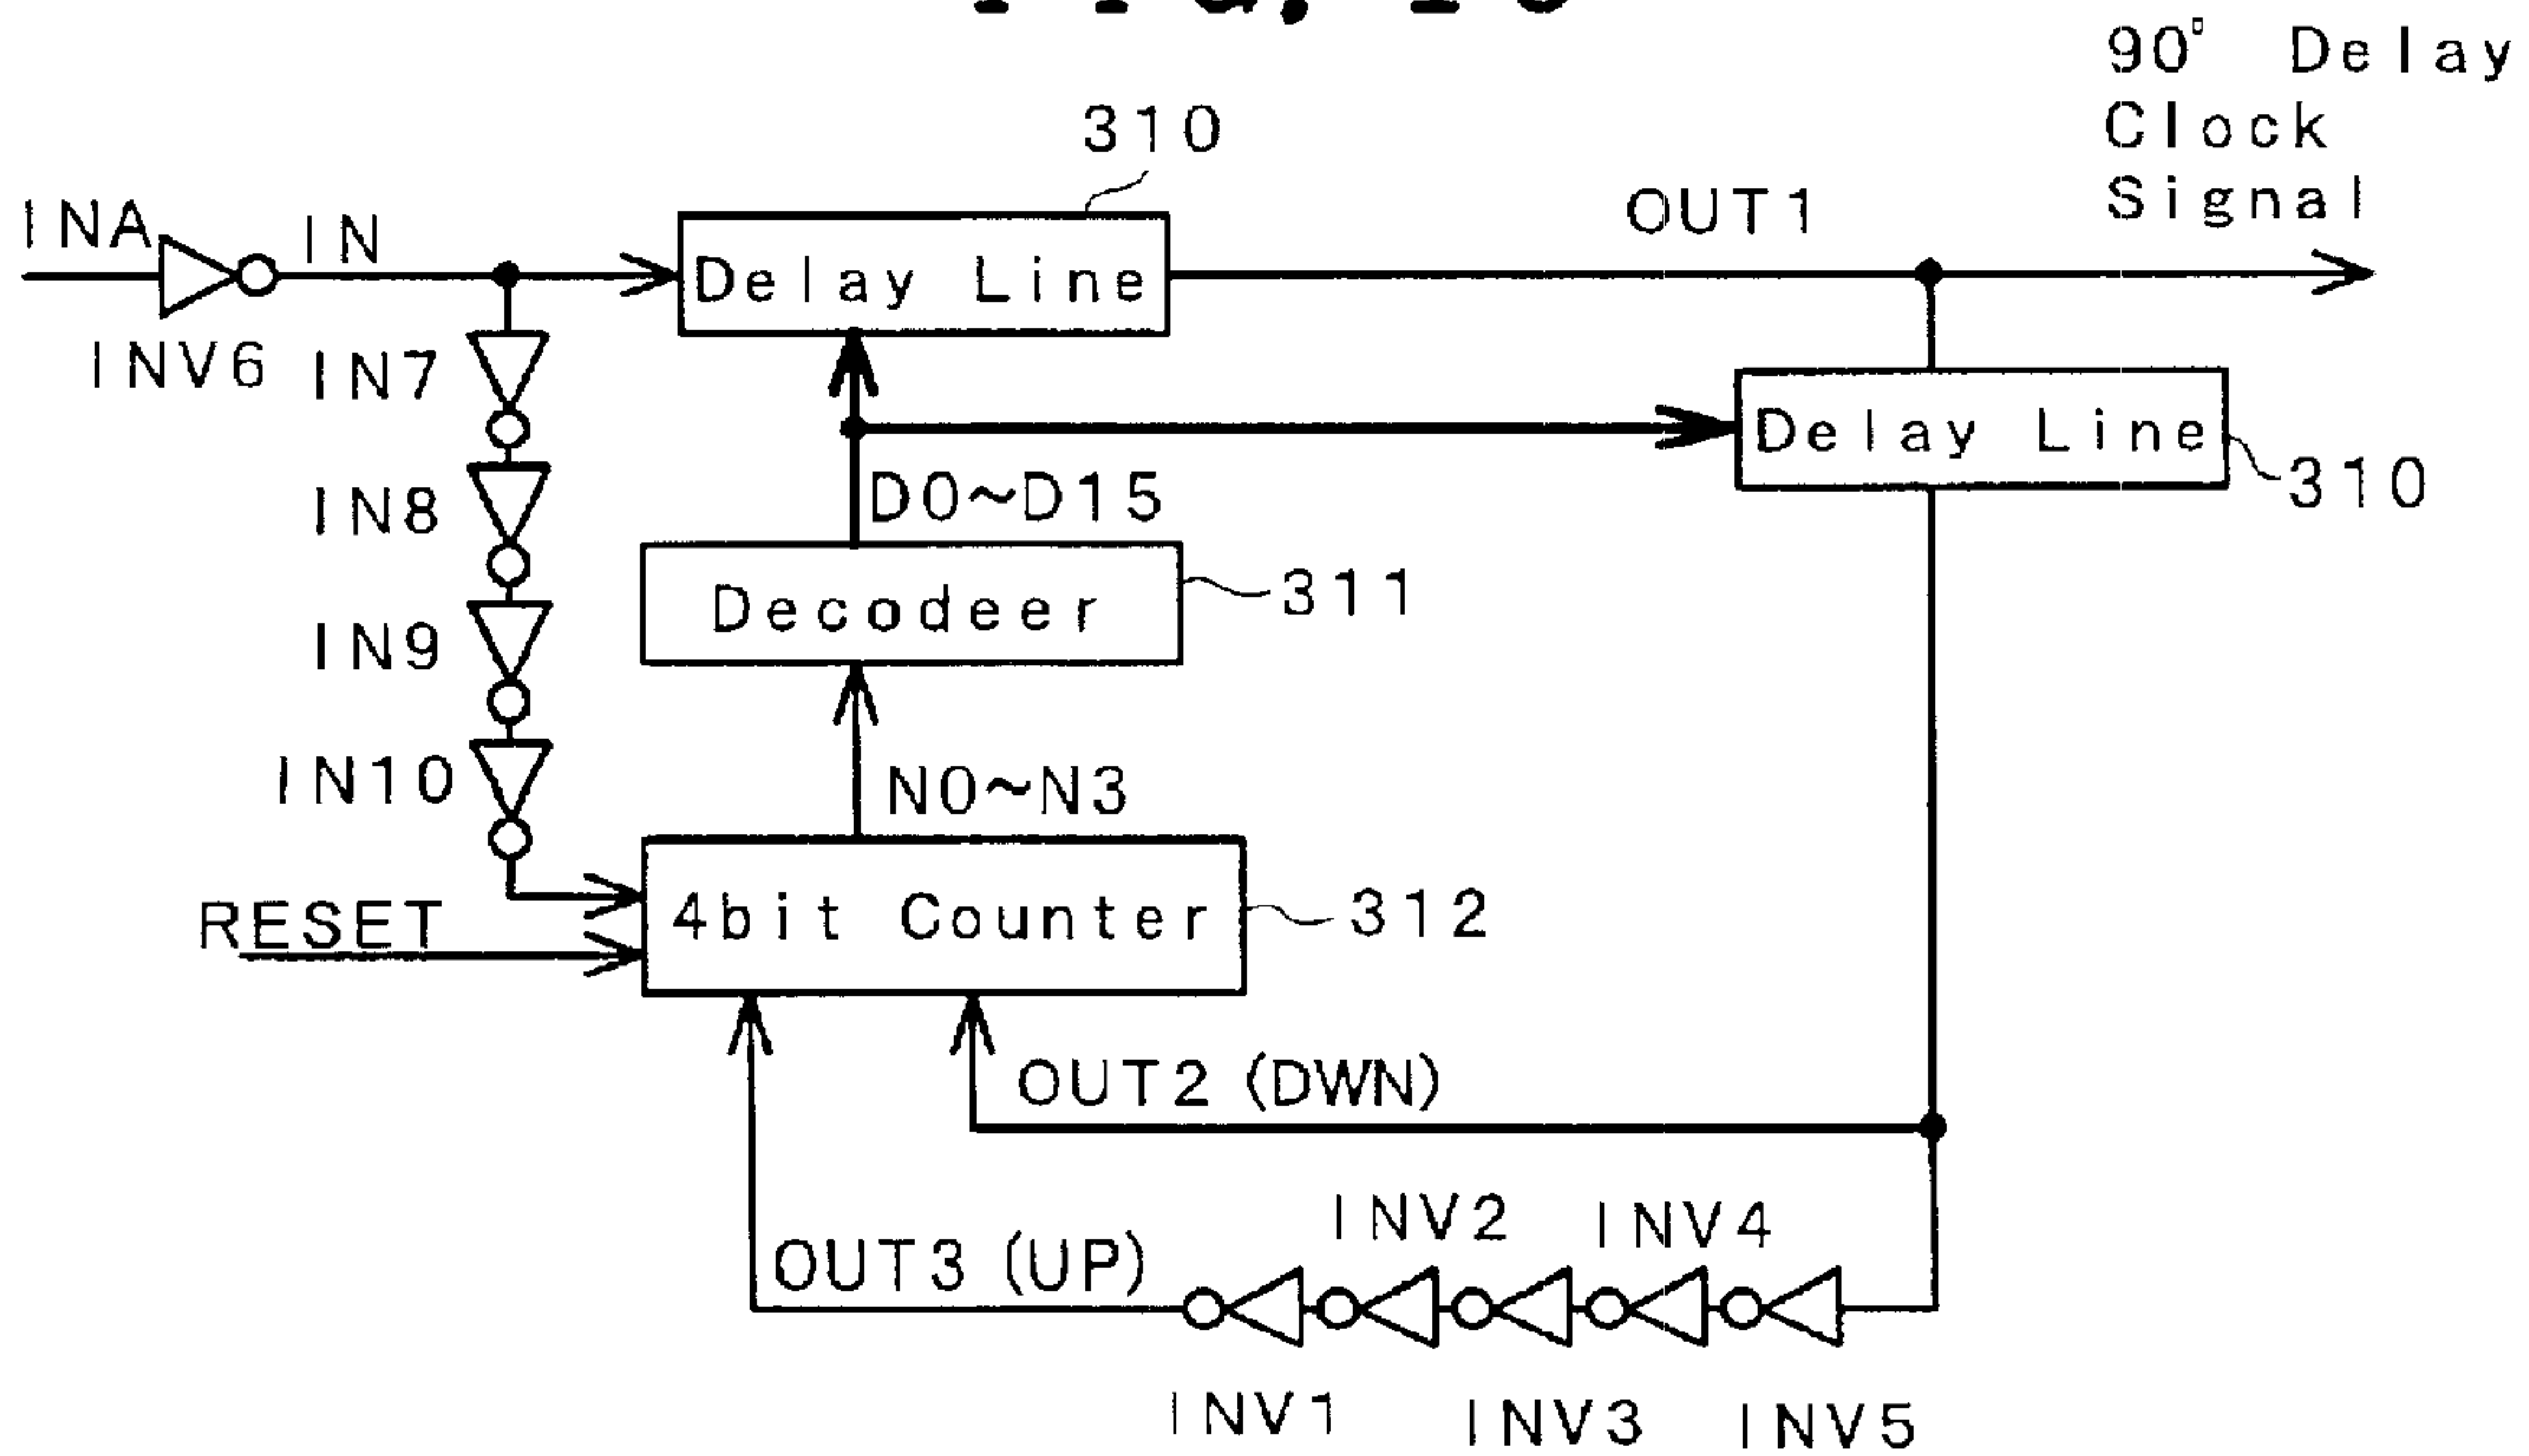 90° Delay
Clock
Signal
310
OUT1
INA
IN
Delay Line
INV6
IN7
Delay Line
310
IN8
D0~D15
Decodeer
311
IN9
IN10
N0~N3
RESET
4bit Counter
312
OUT2 (DWN)
OUT3 (UP)
INV2
INV4
INV1
INV3
INV5